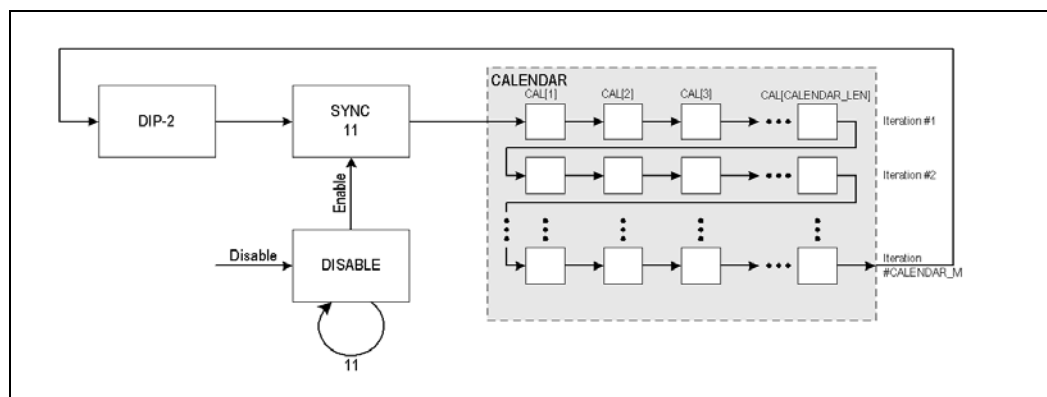 CALENDAR
CAL[1] CAL[2] CAL[3] CAL[CALENDAR_LEN]
DIP-2
SYNC
11
Iteration #1
Iteration #2
Enable
Disable
DISABLE
Iteration
#CALENDAR_M
11